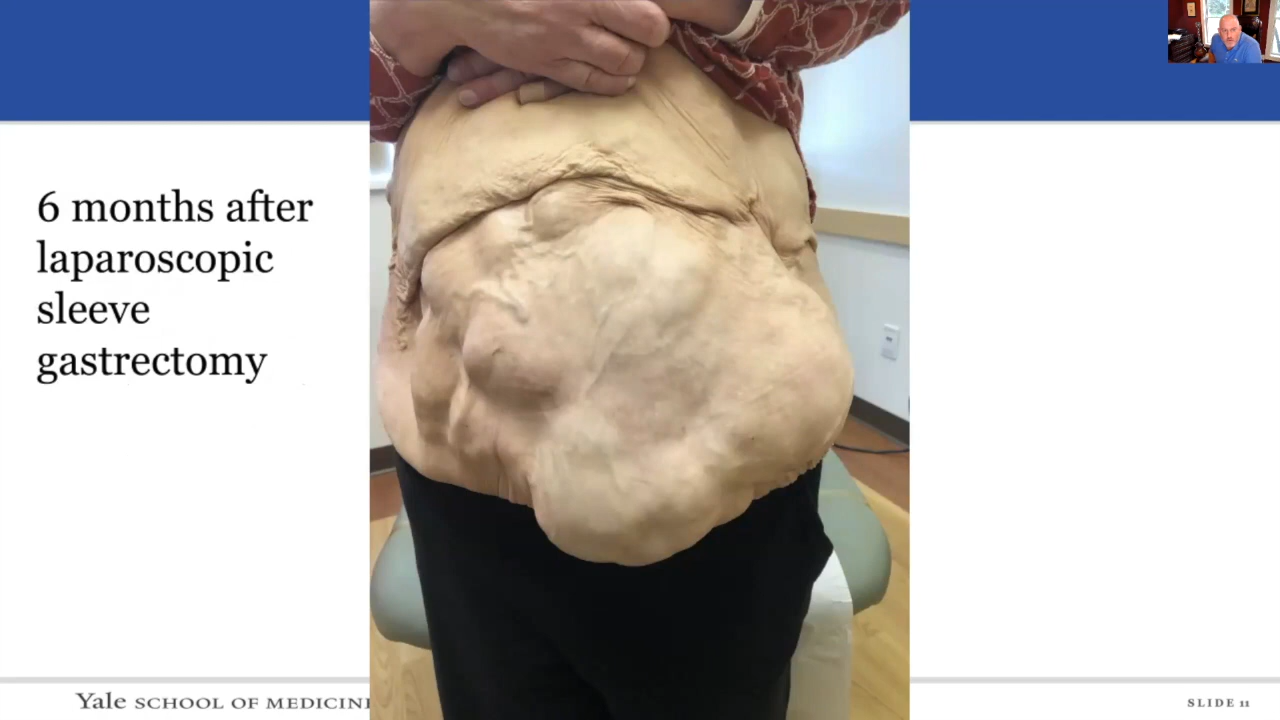 6 months after
laparoscopic
sleeve
gastrectomy
Yale SCHOOL OF MEDICINE
SLIDE 11